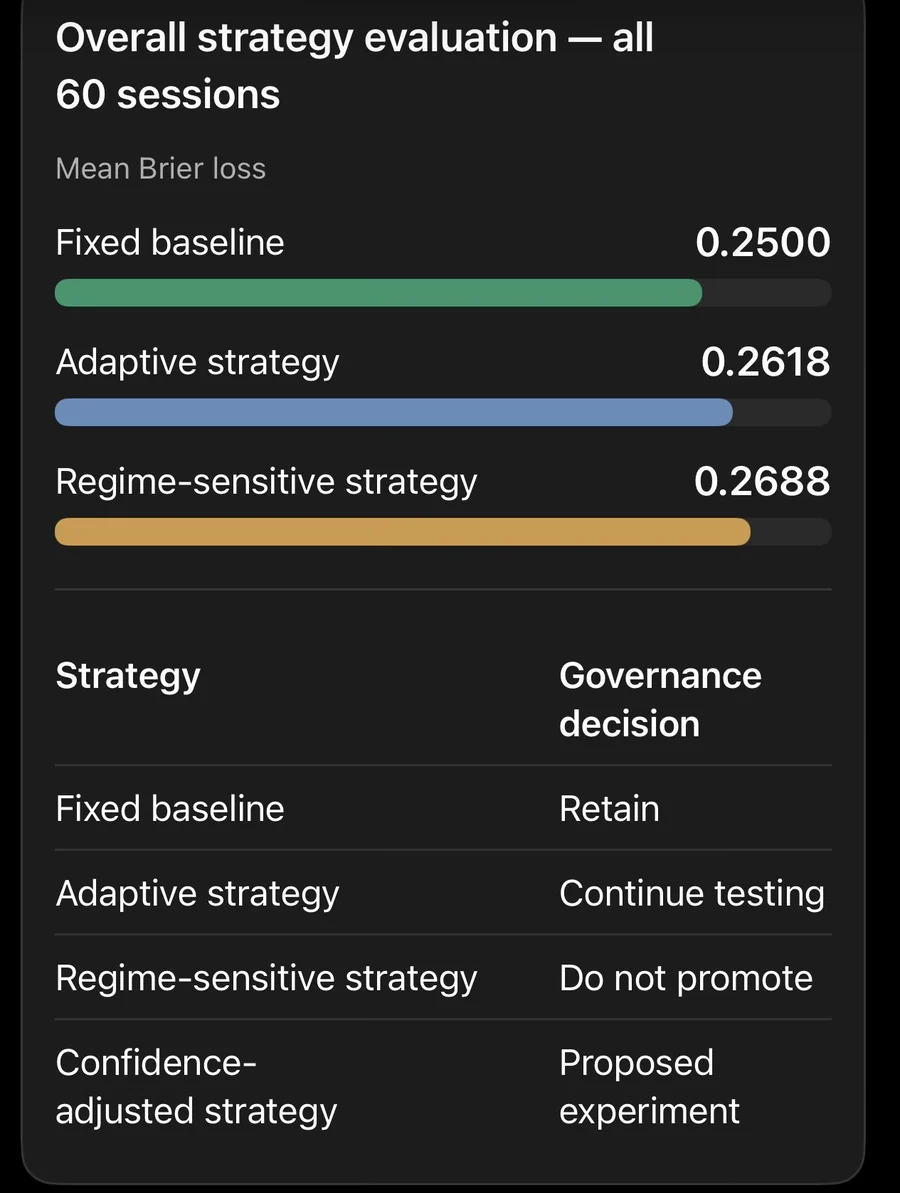 Overall strategy evaluation — all
60 sessions
Mean Brier loss
Fixed baseline 0.2500
Adaptive strategy 0.2618
Regime-sensitive strategy 0.2688
Strategy Governance
decision
Fixed baseline Retain
Adaptive strategy Continue testing
Regime-sensitive strategy Do not promote
Confidence- Proposed
adjusted strategy experiment